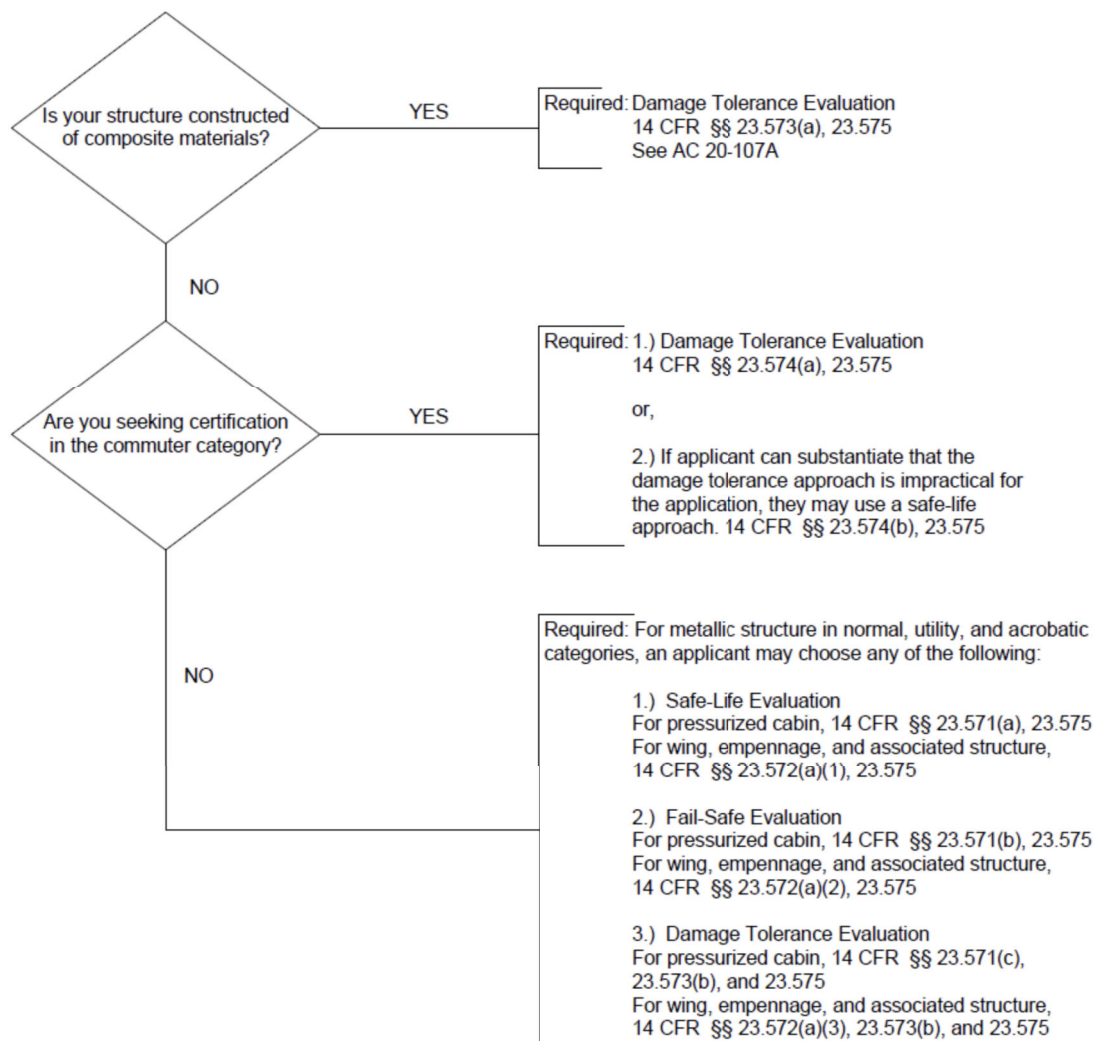 Is your structure constructed
of composite materials?
YES
Required: Damage Tolerance Evaluation
14 CFR §§ 23.573(a), 23.575
See AC 20-107A
NO
Are you seeking certification
in the commuter category?
YES
Required: 1.) Damage Tolerance Evaluation
14 CFR §§ 23.574(a), 23.575
or,
2.) If applicant can substantiate that the
damage tolerance approach is impractical for
the application, they may use a safe-life
approach. 14 CFR §§ 23.574(b), 23.575
NO
Required: For metallic structure in normal, utility, and acrobatic
categories, an applicant may choose any of the following:
1.) Safe-Life Evaluation
For pressurized cabin, 14 CFR §§ 23.571(a), 23.575
For wing, empennage, and associated structure,
14 CFR §§ 23.572(a)(1), 23.575
2.) Fail-Safe Evaluation
For pressurized cabin, 14 CFR §§ 23.571(b), 23.575
For wing, empennage, and associated structure,
14 CFR §§ 23.572(a)(2), 23.575
3.) Damage Tolerance Evaluation
For pressurized cabin, 14 CFR §§ 23.571(c),
23.573(b), and 23.575
For wing, empennage, and associated structure,
14 CFR §§ 23.572(a)(3), 23.573(b), and 23.575